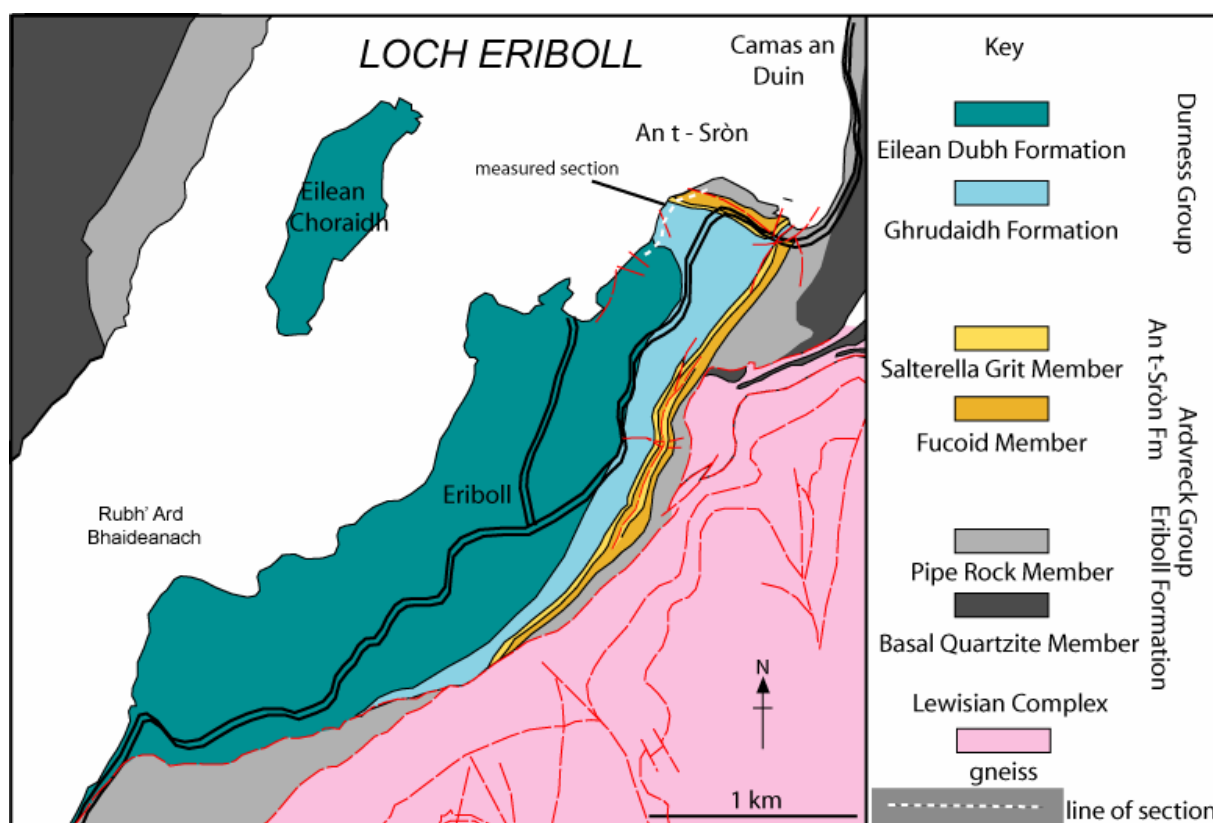 LOCH ERIBOLL
Camas an
Duin
An t - Sròn
measured section
Eilean
Choraidh
Eriboll
Rubh' Ard
Bhaideanach
N
1 km
Key
Eilean Dubh Formation
Ghrudaidh Formation
Durness Group
Salterella Grit Member
Fucoid Member
An t-Sròn Fm
Ardvreck Group
Pipe Rock Member
Basal Quartzite Member
Eriboll Formation
Lewisian Complex
gneiss
line of section